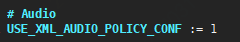 # Audio
USE_XML_AUDIO_POLICY_CONF := 1